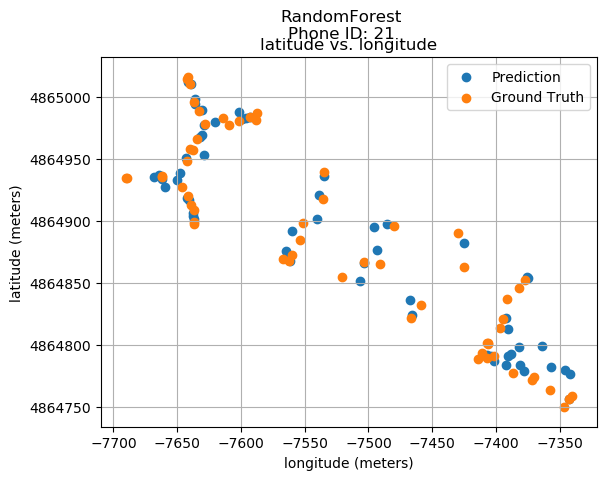 RandomForest
Phone ID: 21
latitude vs. longitude
Prediction
Ground Truth
latitude (meters)
4865000
4864950
4864900
4864850
4864800
4864750
−7700 −7650 −7600 −7550 −7500 −7450 −7400 −7350
longitude (meters)